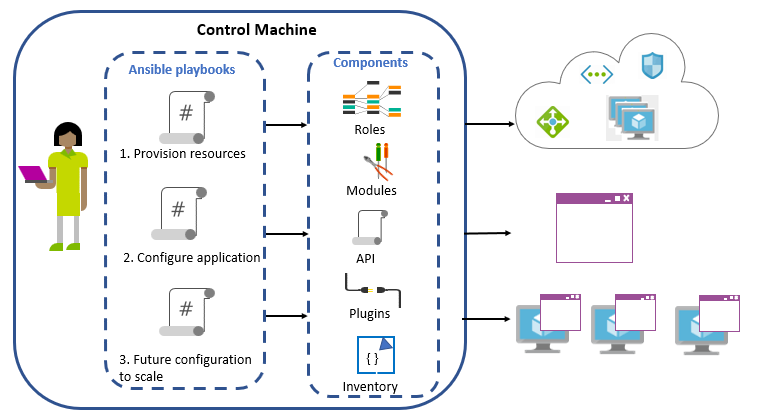 Control Machine
Ansible playbooks
#
1. Provision resources
#
2. Configure application
#
3. Future configuration
to scale
Components
Roles
Modules
API
Plugins
{ }
Inventory